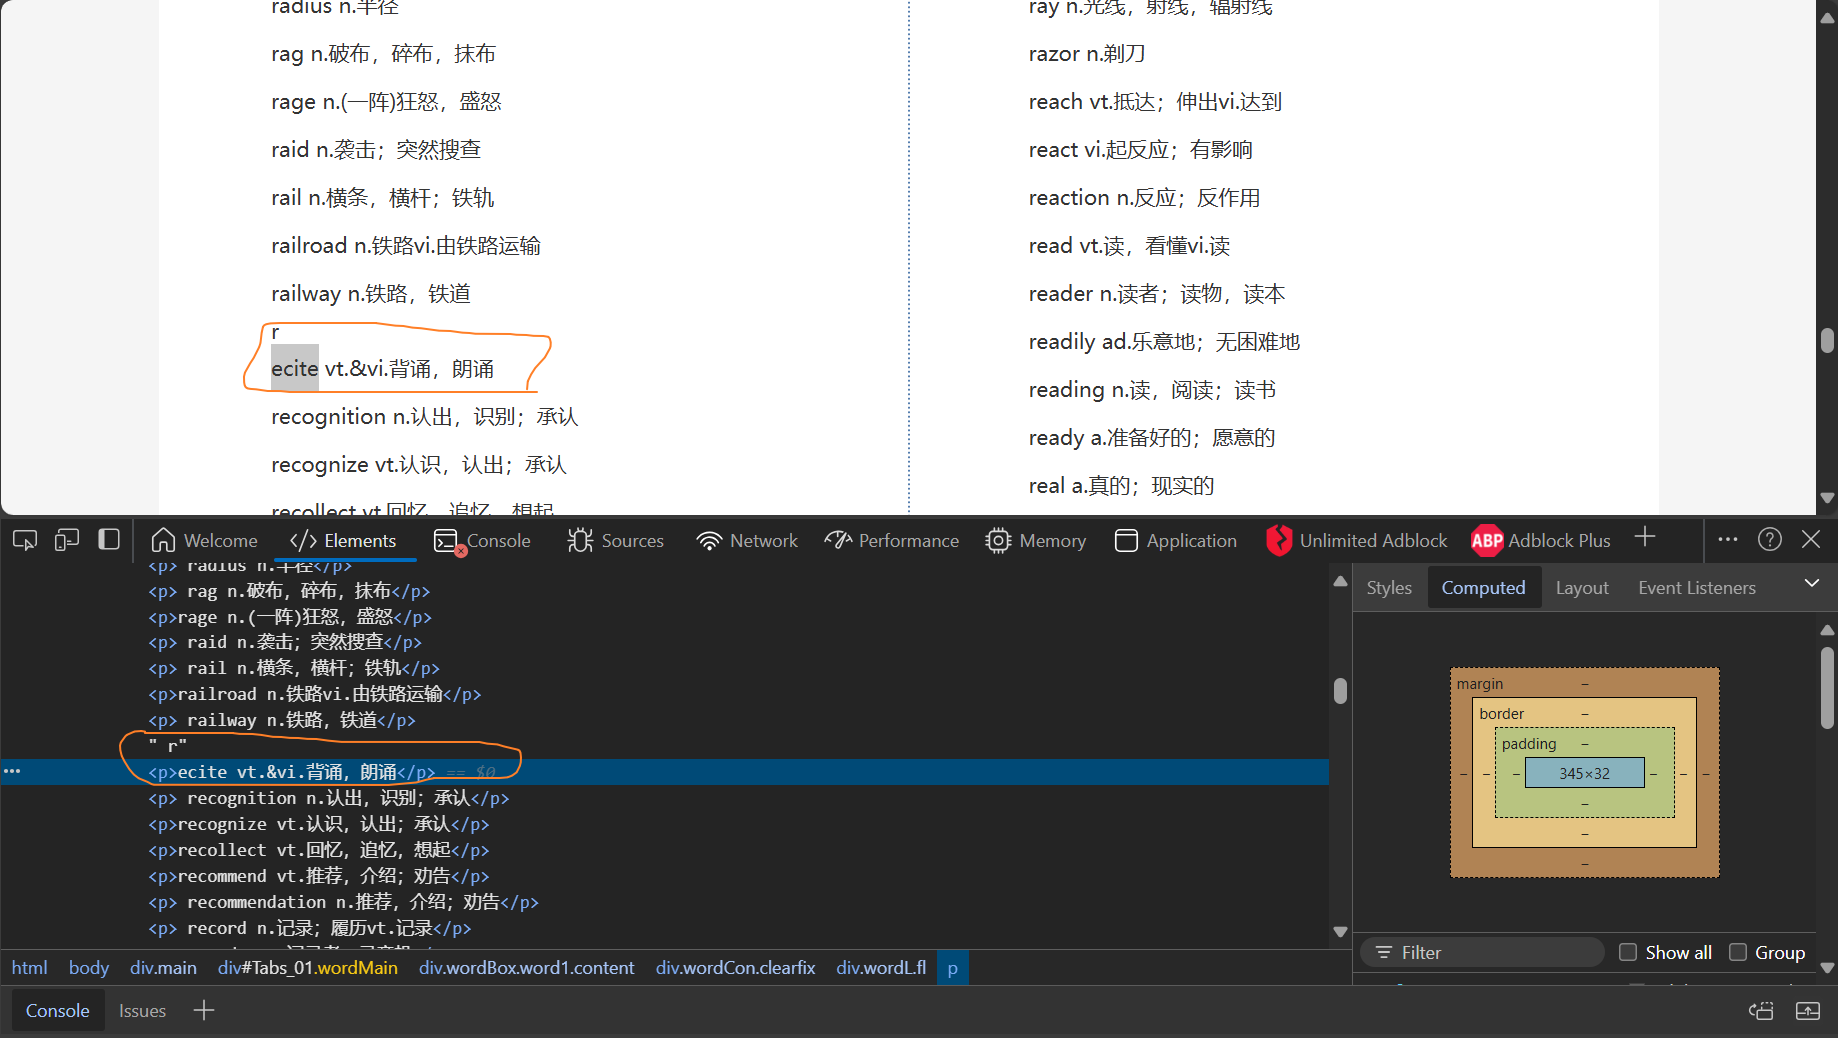 radius n.半径
rag n.破布，碎布，抹布
rage n.(一阵)狂怒，盛怒
raid n.袭击；突然搜查
rail n.横条，横杆；铁轨
railroad n.铁路vi.由铁路运输
railway n.铁路，铁道
r
ecite vt.&vi.背诵，朗诵
recognition n.认出，识别；承认
recognize vt.认识，认出；承认
recollect vt.回忆，追忆，想起
ray n.光线，射线，辐射线
razor n.剃刀
reach vt.抵达；伸出vi.达到
react vi.起反应；有影响
reaction n.反应；反作用
read vt.读，看懂vi.读
reader n.读者；读物，读本
readily ad.乐意地；无困难地
reading n.读，阅读；读书
ready a.准备好的；愿意的
real a.真的；现实的
Welcome Elements Console Sources Network Performance Memory Application Unlimited Adblock ABP Adblock Plus
<p> radius n.半径</p>
<p> rag n.破布，碎布，抹布</p>
<p>rage n.(一阵)狂怒，盛怒</p>
<p> raid n.袭击；突然搜查</p>
<p> rail n.横条，横杆；铁轨</p>
<p>railroad n.铁路vi.由铁路运输</p>
<p> railway n.铁路，铁道</p>
" r"
<p>ecite vt.&vi.背诵，朗诵</p> == $0
<p> recognition n.认出，识别；承认</p>
<p>recognize vt.认识，认出；承认</p>
<p>recollect vt.回忆，追忆，想起</p>
<p>recommend vt.推荐，介绍；劝告</p>
<p> recommendation n.推荐，介绍；劝告</p>
<p> record n.记录；履历vt.记录</p>
html body div.main div#Tabs_01.wordMain div.wordBox.word1.content div.wordCon.clearfix div.wordL.fl p
Styles Computed Layout Event Listeners
margin –
border –
padding –
– – – 345×32 – – –
–
–
–
Filter Show all Group
Console Issues